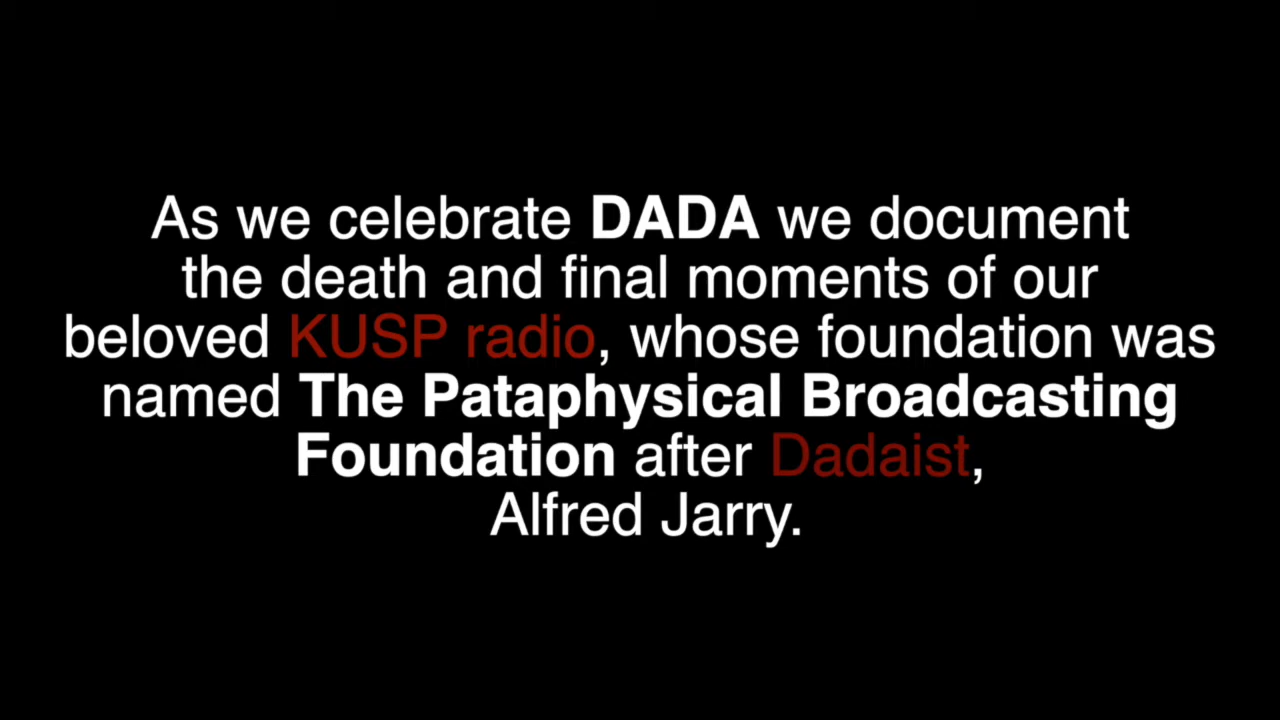 As we celebrate DADA we document
the death and final moments of our
beloved KUSP radio, whose foundation was
named The Pataphysical Broadcasting
Foundation after Dadaist,
Alfred Jarry.